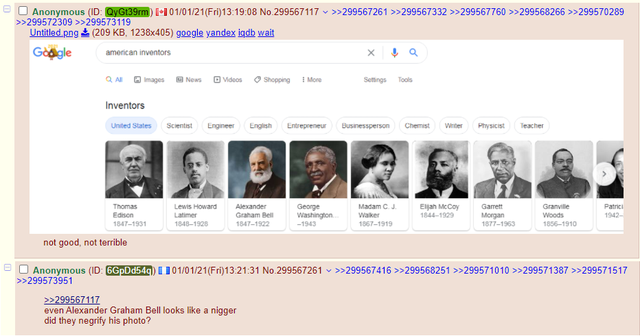 Anonymous (ID: QyGt39rm) 01/01/21(Fri)13:19:08 No.299567117 >>299567261 >>299567332 >>299567760 >>299568266 >>299570289
>>299572309 >>299573119
Untitled.png (209 KB, 1238x405) google yandex iqdb wait
Google
american inventors
All Images News Videos Shopping More Settings Tools
Inventors
United States Scientist Engineer English Entrepreneur Businessperson Chemist Writer Physicist Teacher
Thomas Edison 1847–1931
Lewis Howard Latimer 1848–1928
Alexander Graham Bell 1847–1922
George Washington... –1943
Madam C. J. Walker 1867–1919
Elijah McCoy 1844–1929
Garrett Morgan 1877–1963
Granville Woods 1856–1910
Patrici
1942
not good, not terrible
Anonymous (ID: 6GpDd54q) 01/01/21(Fri)13:21:31 No.299567261 >>299567416 >>299568251 >>299571010 >>299571387 >>299571517
>>299573951
>>299567117
even Alexander Graham Bell looks like a nigger
did they negrify his photo?